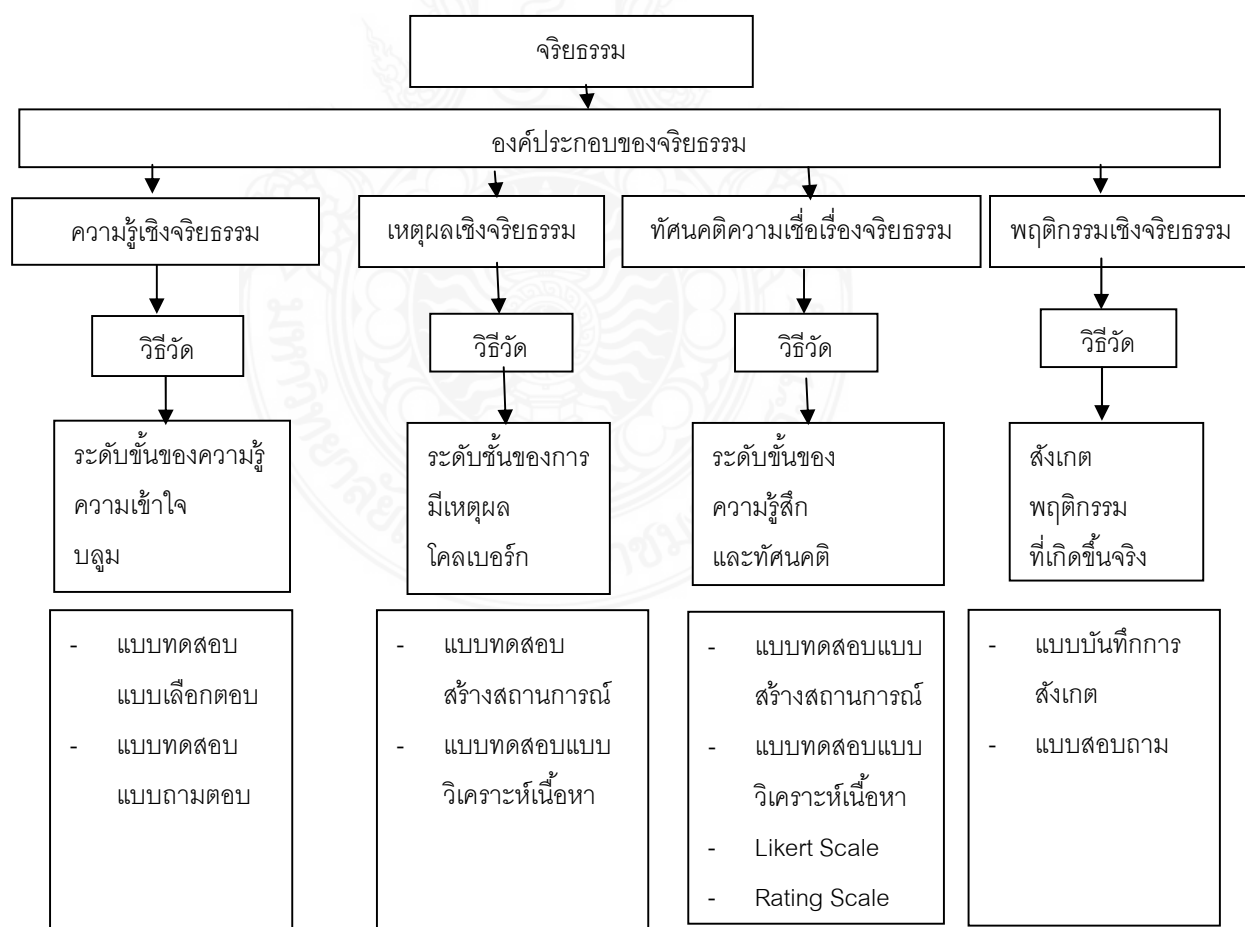 จริยธรรม
องค์ประกอบของจริยธรรม
ความรู้เชิงจริยธรรม
เหตุผลเชิงจริยธรรม
ทัศนคติความเชื่อเรื่องจริยธรรม
พฤติกรรมเชิงจริยธรรม
วิธีวัด
วิธีวัด
วิธีวัด
วิธีวัด
ระดับขั้นของความรู้
ความเข้าใจ
บลูม
ระดับขั้นของการ
มีเหตุผล
โคลเบอร์ก
ระดับขั้นของ
ความรู้สึก
และทัศนคติ
สังเกต
พฤติกรรม
ที่เกิดขึ้นจริง
- แบบทดสอบ
แบบเลือกตอบ
- แบบทดสอบ
แบบถามตอบ
- แบบทดสอบ
สร้างสถานการณ์
- แบบทดสอบแบบ
วิเคราะห์เนื้อหา
- แบบทดสอบแบบ
สร้างสถานการณ์
- แบบทดสอบแบบ
วิเคราะห์เนื้อหา
- Likert Scale
- Rating Scale
- แบบบันทึกการ
สังเกต
- แบบสอบถาม